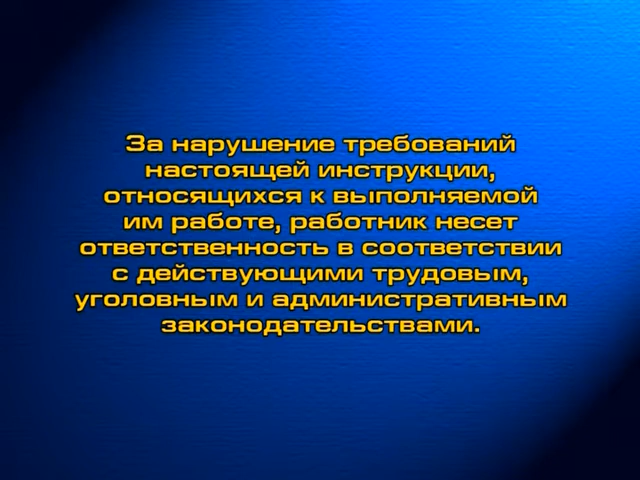 За нарушение требований
настоящей инструкции,
относящихся к выполняемой
им работе, работник несет
ответственность в соответствии
с действующими трудовым,
уголовным и административным
законодательствами.